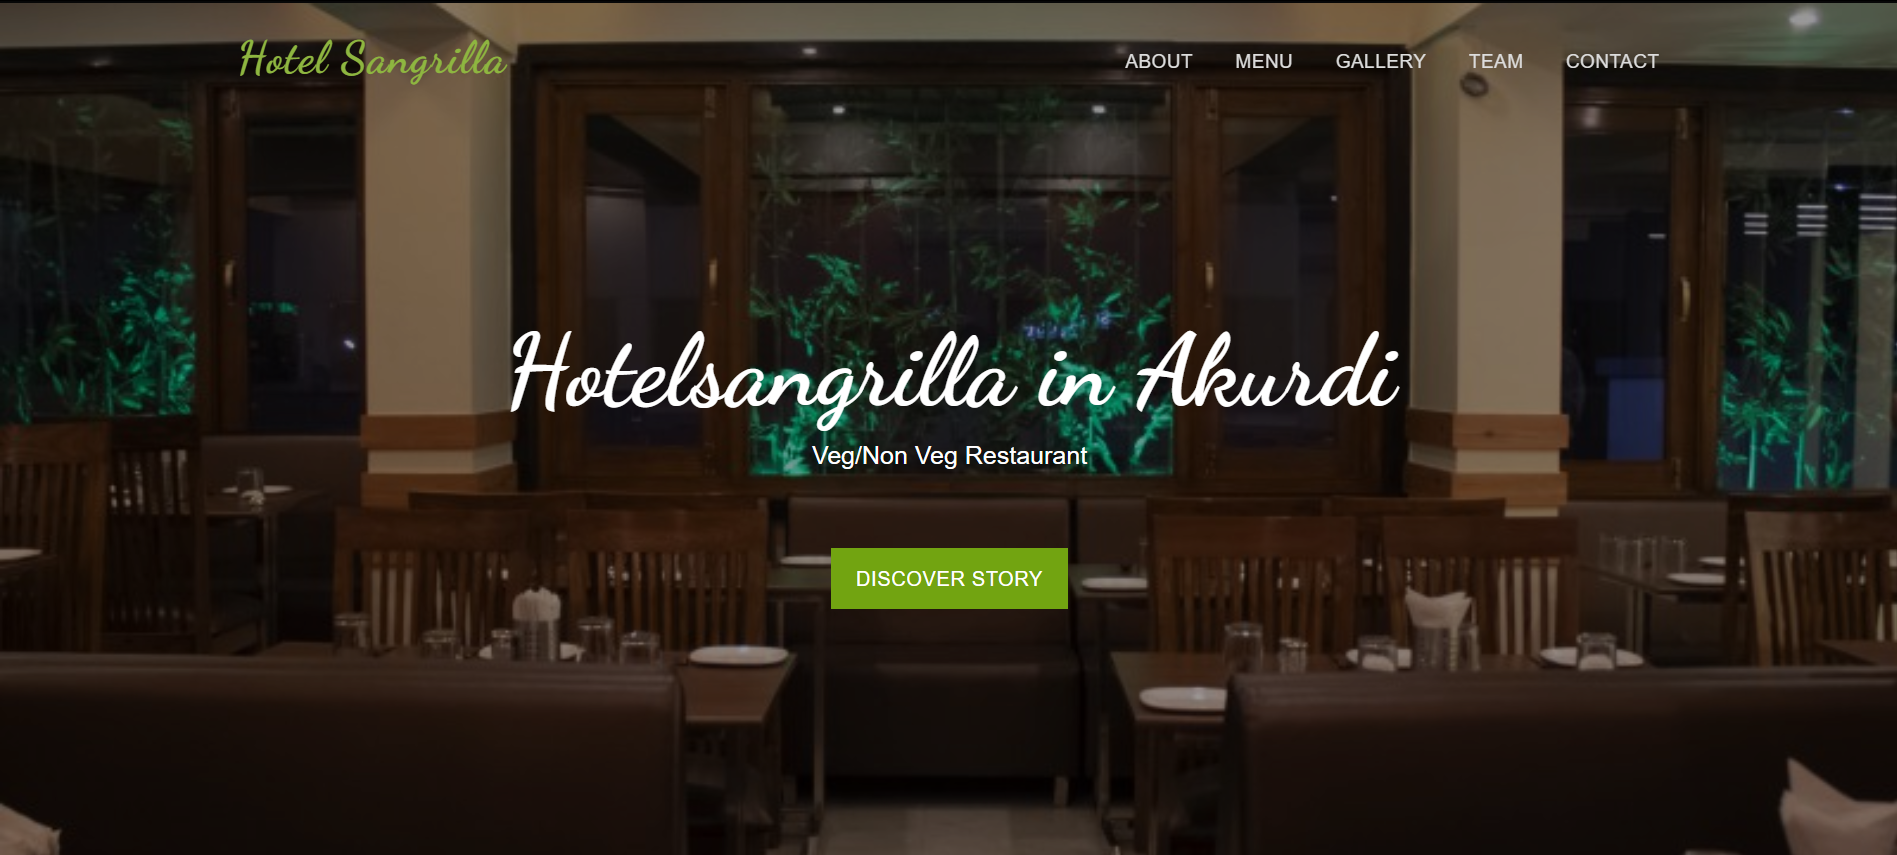 Hotel Sangrilla
ABOUT MENU GALLERY TEAM CONTACT
Hotelsangrilla in Akurdi
Veg/Non Veg Restaurant
DISCOVER STORY